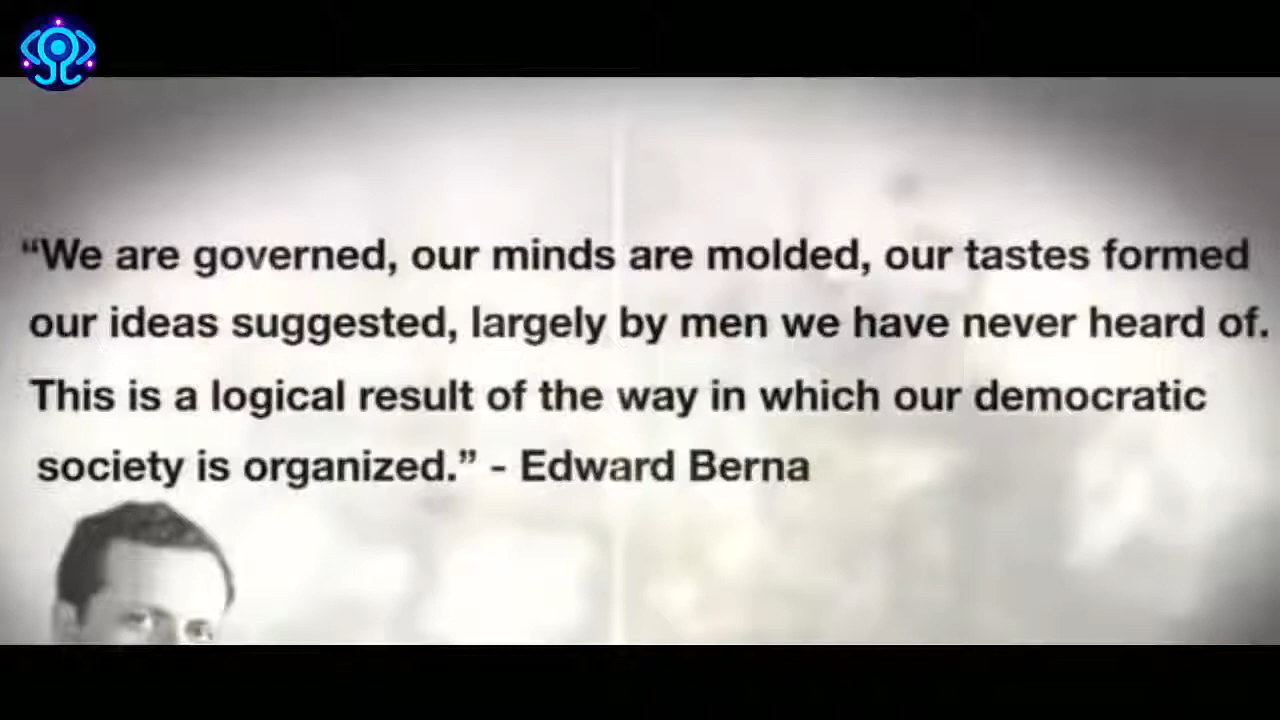 “We are governed, our minds are molded, our tastes formed
our ideas suggested, largely by men we have never heard of.
This is a logical result of the way in which our democratic
society is organized.” - Edward Berna